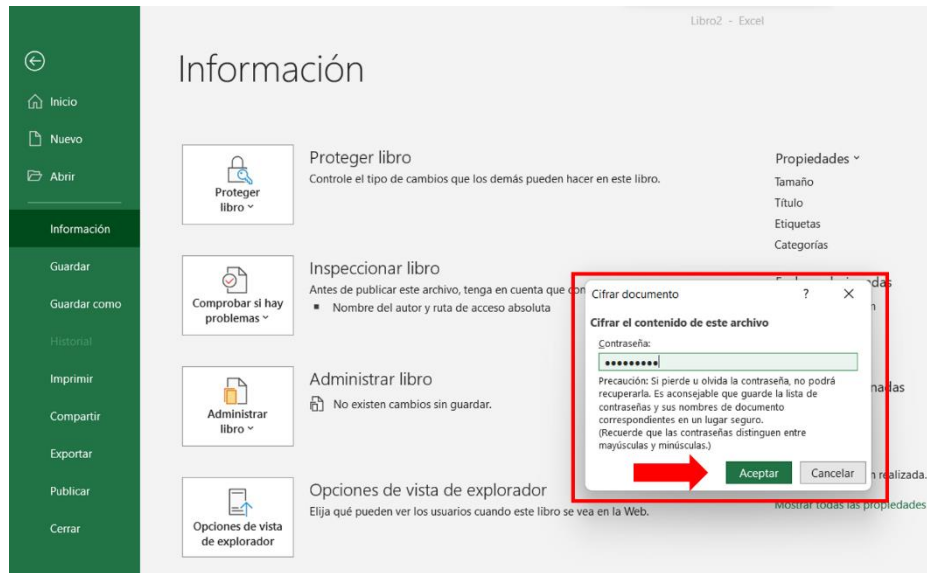 Libro2 - Excel
Información
Inicio
Nuevo
Abrir
Información
Guardar
Guardar como
Historial
Imprimir
Compartir
Exportar
Publicar
Cerrar
Proteger libro
Proteger libro
Controle el tipo de cambios que los demás pueden hacer en este libro.
Comprobar si hay
problemas
Inspeccionar libro
Antes de publicar este archivo, tenga en cuenta que
Nombre del autor y ruta de acceso absoluta
Administrar
libro
Administrar libro
No existen cambios sin guardar.
Opciones de vista
de explorador
Opciones de vista de explorador
Elija qué pueden ver los usuarios cuando este libro se vea en la Web.
Propiedades
Tamaño
Título
Etiquetas
Categorías
Cifrar documento ? X
Cifrar el contenido de este archivo
Contraseña:
●●●●●●●●●
Precaución: Si pierde u olvida la contraseña, no podrá
recuperarla. Es aconsejable que guarde la lista de
contraseñas y sus nombres de documento
correspondientes en un lugar seguro.
(Recuerde que las contraseñas distinguen entre
mayúsculas y minúsculas.)
Aceptar Cancelar
realizada.
Mostrar todas las propiedades